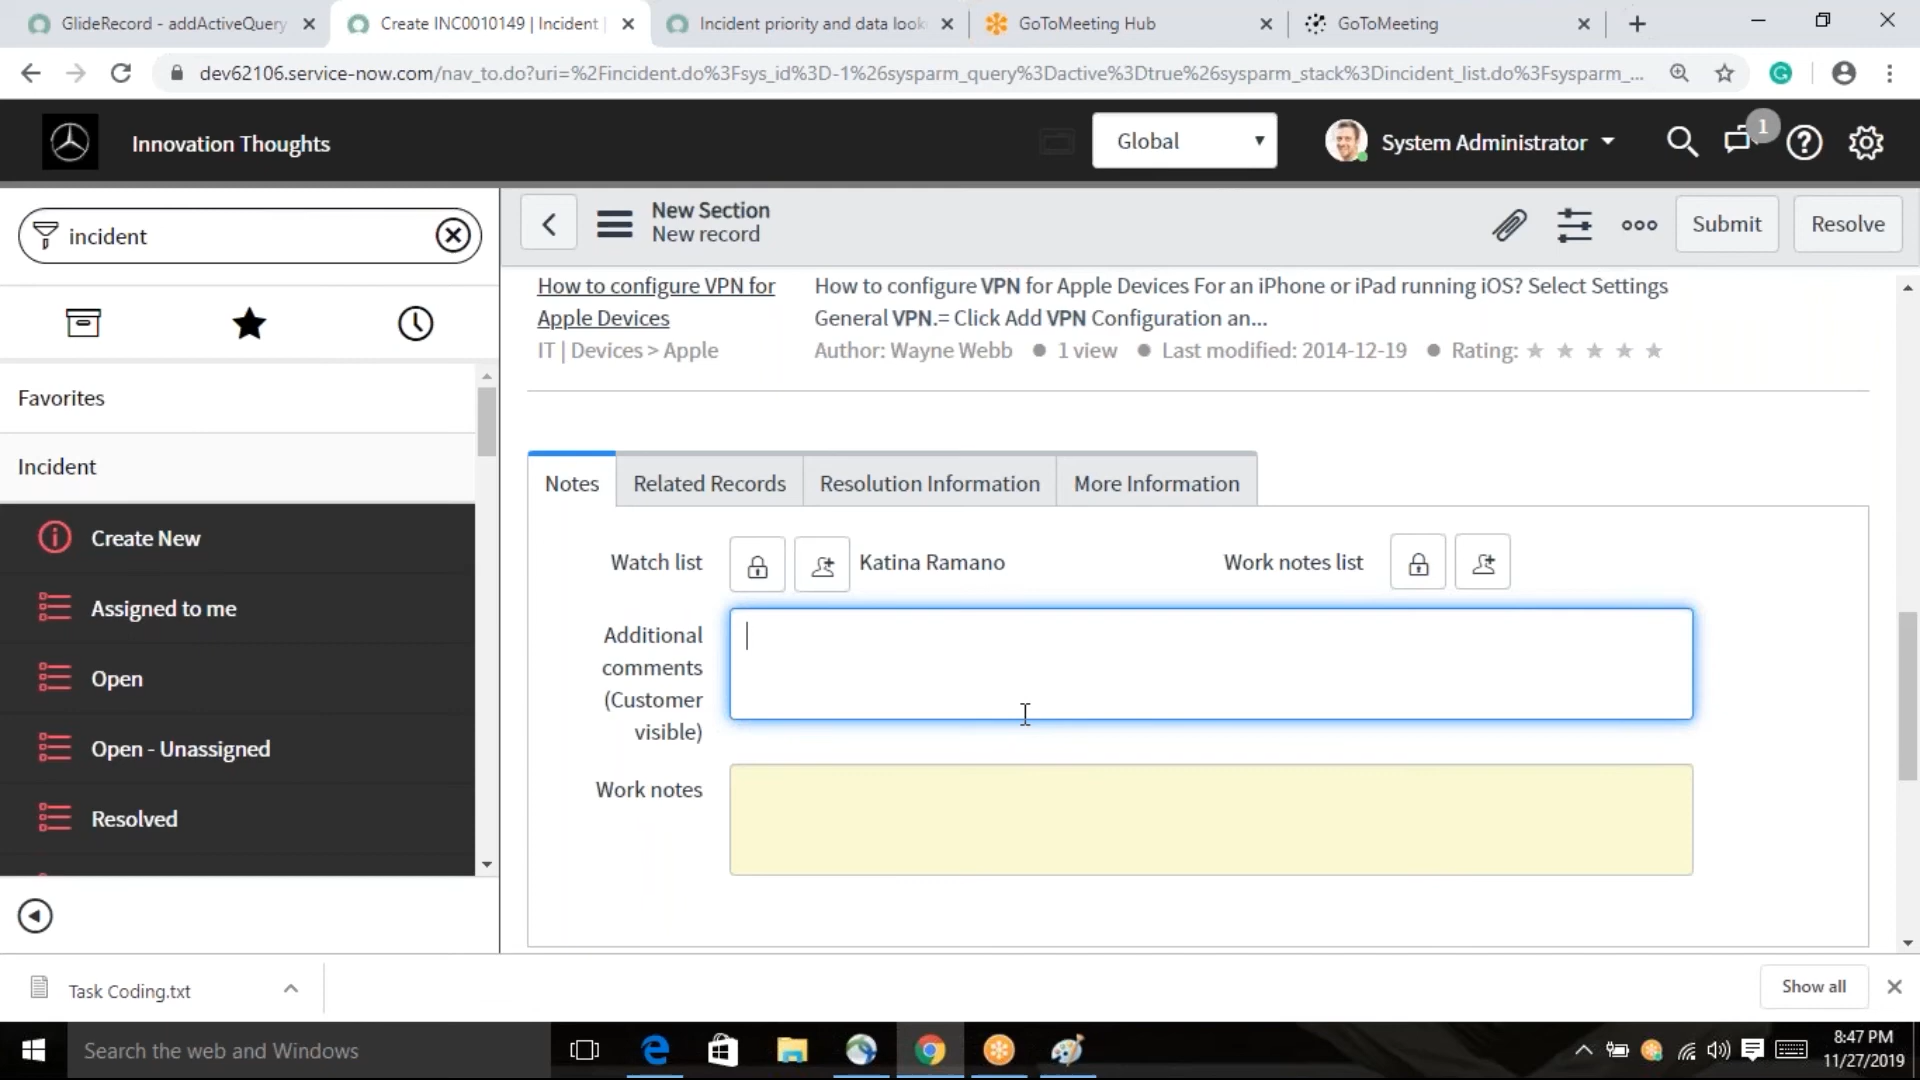 GlideRecord - addActiveQuery
Create INC0010149 | Incident |
Incident priority and data look
GoToMeeting Hub
GoToMeeting
dev62106.service-now.com/nav_to.do?uri=%2Fincident.do%3Fsys_id%3D-1%26sysparm_query%3Dactive%3Dtrue%26sysparm_stack%3Dincident_list.do%3Fsysparm_...
Innovation Thoughts
Global
System Administrator
1
incident
New Section
New record
Submit
Resolve
Favorites
Incident
Create New
Assigned to me
Open
Open - Unassigned
Resolved
How to configure VPN for
Apple Devices
IT | Devices > Apple
How to configure VPN for Apple Devices For an iPhone or iPad running iOS? Select Settings
General VPN.= Click Add VPN Configuration an...
Author: Wayne Webb ● 1 view ● Last modified: 2014-12-19 ● Rating: ★ ★ ★ ★ ★
Notes
Related Records
Resolution Information
More Information
Watch list
Katina Ramano
Work notes list
Additional
comments
(Customer
visible)
Work notes
Task Coding.txt
Show all
Search the web and Windows
8:47 PM
11/27/2019